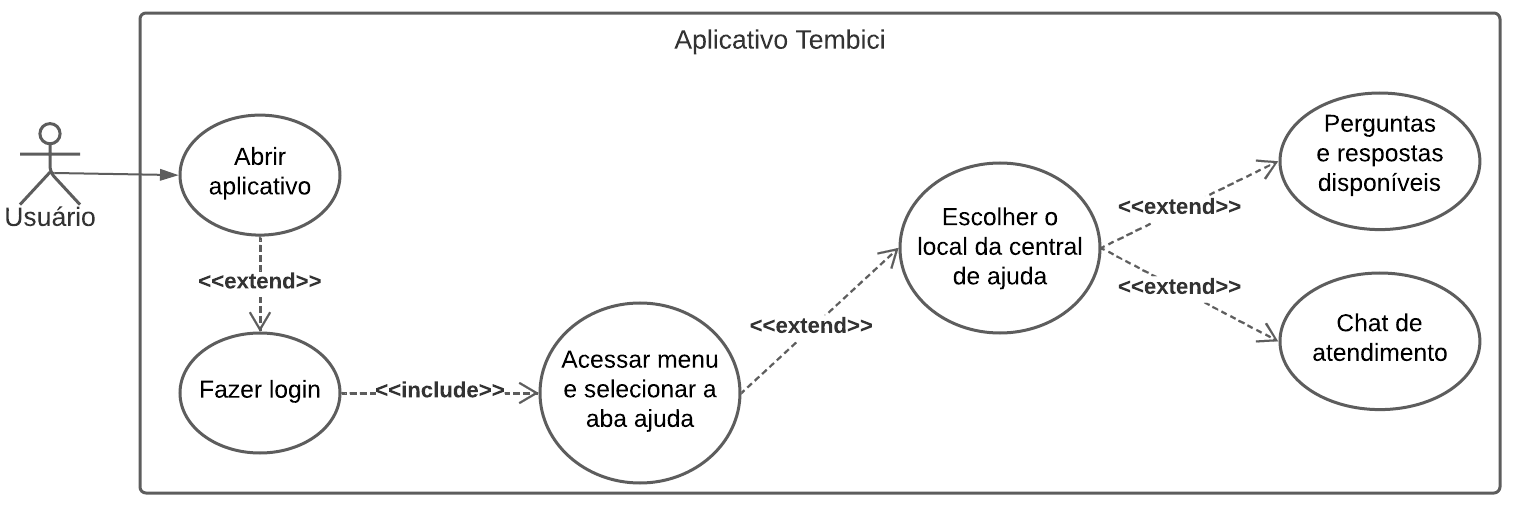 Aplicativo Tembici
Usuário
Abrir
aplicativo
<<extend>>
Fazer login
<<include>>
Acessar menu
e selecionar a
aba ajuda
<<extend>>
Escolher o
local da central
de ajuda
<<extend>>
Perguntas
e respostas
disponíveis
<<extend>>
Chat de
atendimento